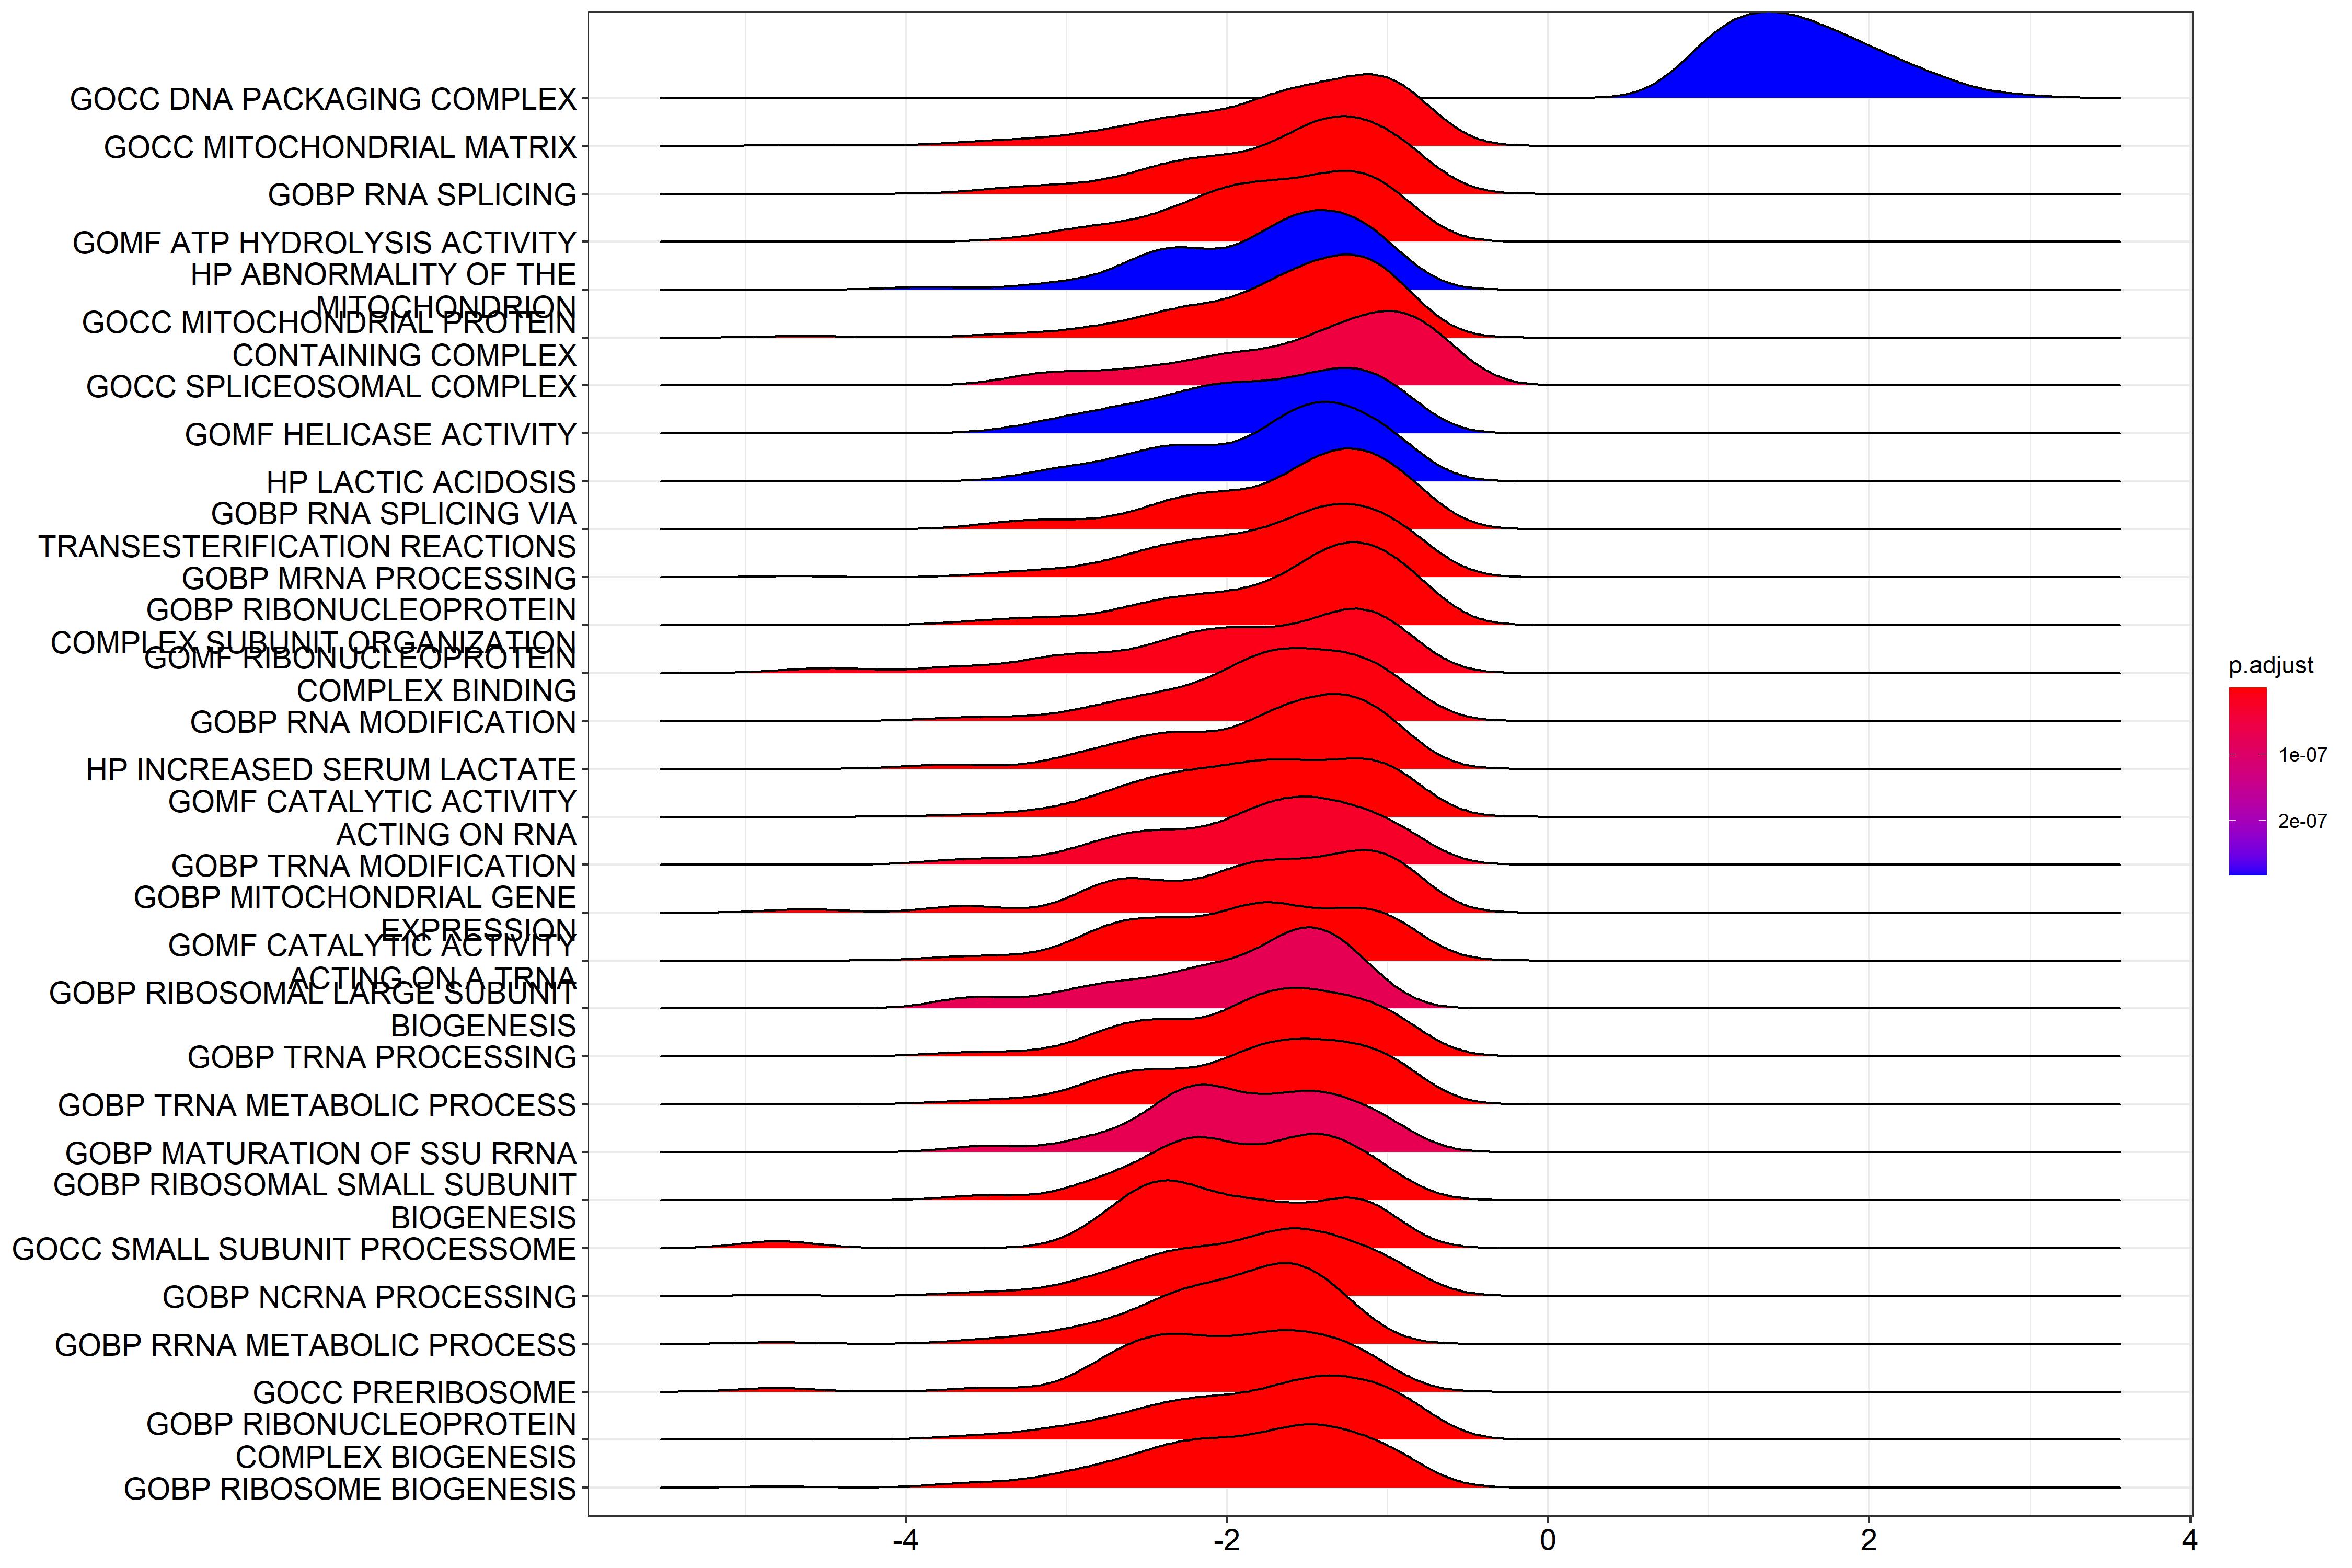 GOCC DNA PACKAGING COMPLEX
GOCC MITOCHONDRIAL MATRIX
GOBP RNA SPLICING
GOMF ATP HYDROLYSIS ACTIVITY
HP ABNORMALITY OF THE
MITOCHONDRION
GOCC MITOCHONDRIAL PROTEIN
CONTAINING COMPLEX
GOCC SPLICEOSOMAL COMPLEX
GOMF HELICASE ACTIVITY
HP LACTIC ACIDOSIS
GOBP RNA SPLICING VIA
TRANSESTERIFICATION REACTIONS
GOBP MRNA PROCESSING
GOBP RIBONUCLEOPROTEIN
COMPLEX SUBUNIT ORGANIZATION
GOMF RIBONUCLEOPROTEIN
COMPLEX BINDING
GOBP RNA MODIFICATION
HP INCREASED SERUM LACTATE
GOMF CATALYTIC ACTIVITY
ACTING ON RNA
GOBP TRNA MODIFICATION
GOBP MITOCHONDRIAL GENE
EXPRESSION
GOMF CATALYTIC ACTIVITY
ACTING ON A TRNA
GOBP RIBOSOMAL LARGE SUBUNIT
BIOGENESIS
GOBP TRNA PROCESSING
GOBP TRNA METABOLIC PROCESS
GOBP MATURATION OF SSU RRNA
GOBP RIBOSOMAL SMALL SUBUNIT
BIOGENESIS
GOCC SMALL SUBUNIT PROCESSOME
GOBP NCRNA PROCESSING
GOBP RRNA METABOLIC PROCESS
GOCC PRERIBOSOME
GOBP RIBONUCLEOPROTEIN
COMPLEX BIOGENESIS
GOBP RIBOSOME BIOGENESIS
-4 -2 0 2 4
p.adjust
1e-07
2e-07